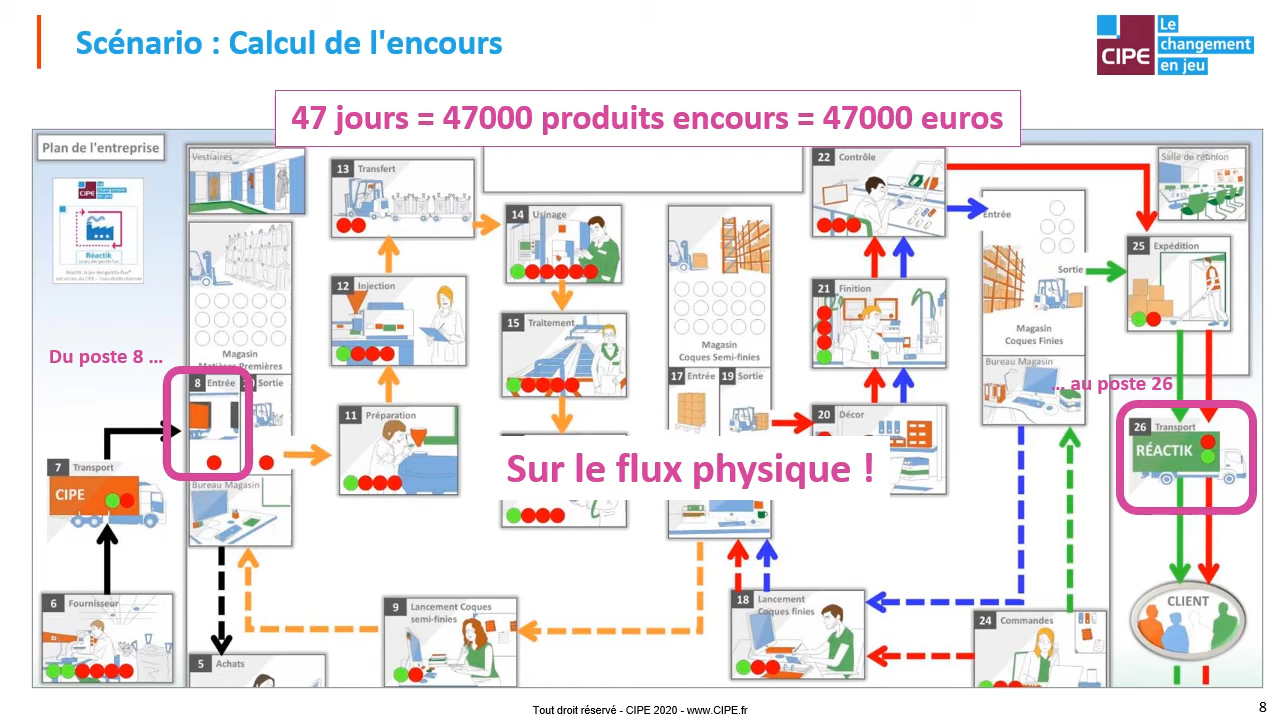 Scénario : Calcul de l'encours
CIPE Le
changement
en jeu
47 jours = 47000 produits encours = 47000 euros
Plan de l'entreprise
CIPE Le
changement
en jeu
Réactik
Vestiaires
13 Transfert
14 Usinage
22 Contrôle
Salle de réunion
Entrée
Sortie
25 Expédition
12 Injection
15 Traitement
21 Finition
Magasin
Matières Premières
Magasin
Coques Semi-finies
Magasin
Coques Finies
Bureau Magasin
Du poste 8 ...
... au poste 26
8 Entrée
Sortie
17 Entrée
19 Sortie
11 Préparation
20 Décor
26 Transport
RÉACTIK
7 Transport
CIPE
Sur le flux physique !
Bureau Magasin
6 Fournisseur
9 Lancement Coques
semi-finies
18 Lancement
Coques finies
24 Commandes
CLIENT
5 Achats
Tout droit réservé - CIPE 2020 - www.CIPE.fr
8